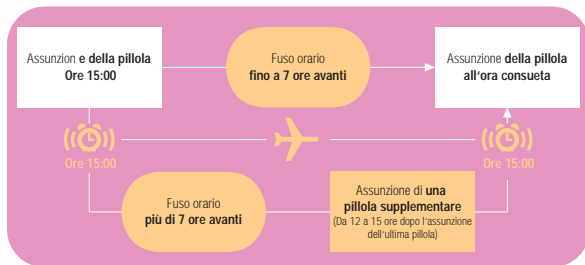 Assunzion e della pillola
Ore 15:00
Fuso orario
fino a 7 ore avanti
Assunzione della pillola
all'ora consueta
Ore 15:00
Ore 15:00
Fuso orario
più di 7 ore avanti
Assunzione di una
pillola supplementare
(Da 12 a 15 ore dopo l'assunzione
dell'ultima pillola)